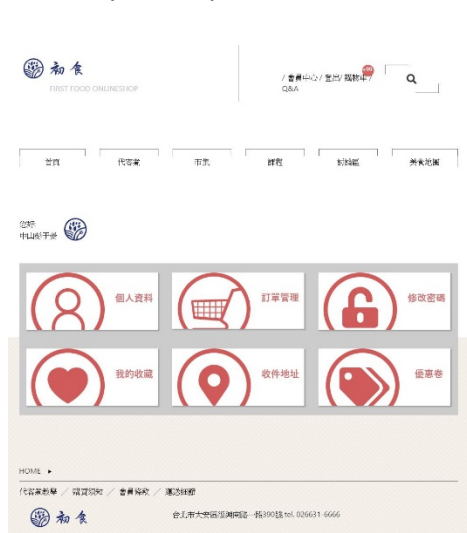 初食
FIRST FOOD ONLINESHOP
/ 會員中心 / 登出/ 購物車 /
Q&A
首頁 代客煮 市集 課程 討論區 美食地圖
您好
個人資料 訂單管理 修改密碼
我的收藏 收件地址 優惠卷
HOME ▸
代客煮教學 / 購買須知 / 會員條款 / 運送細節
初食
台北市大安區復興南路一段390號 tel. 026631-6666